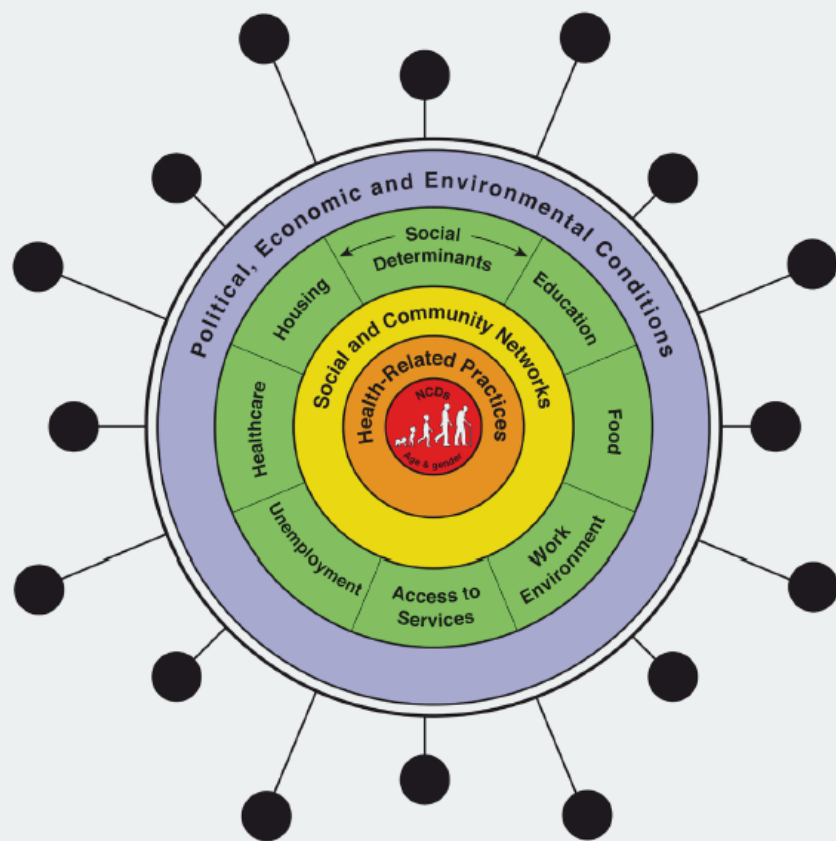 Political, Economic and Environmental Conditions
Social
Determinants
Housing
Education
Healthcare
Food
Unemployment
Work
Environment
Access to
Services
Social and Community Networks
Health-Related Practices
NCDs
Age & gender